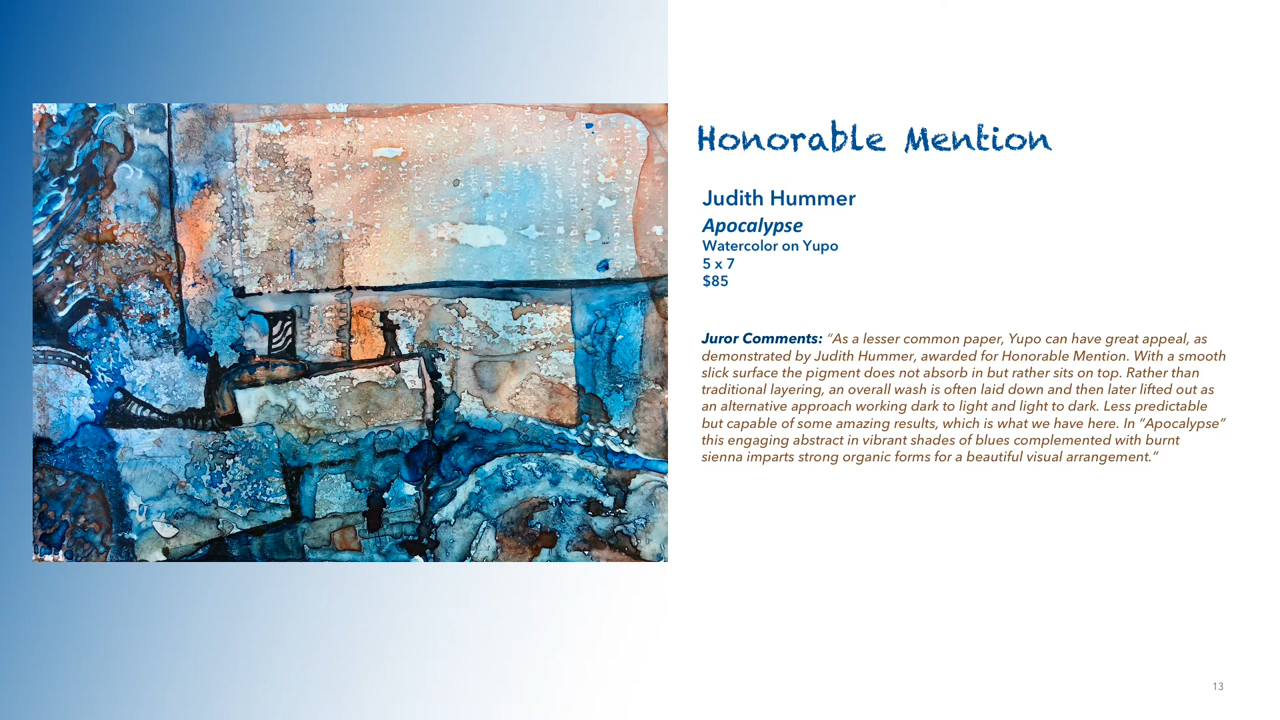 Honorable Mention
Judith Hummer
Apocalypse
Watercolor on Yupo
5 x 7
$85
Juror Comments: “As a lesser common paper, Yupo can have great appeal, as
demonstrated by Judith Hummer, awarded for Honorable Mention. With a smooth
slick surface the pigment does not absorb in but rather sits on top. Rather than
traditional layering, an overall wash is often laid down and then later lifted out as
an alternative approach working dark to light and light to dark. Less predictable
but capable of some amazing results, which is what we have here. In “Apocalypse”
this engaging abstract in vibrant shades of blues complemented with burnt
sienna imparts strong organic forms for a beautiful visual arrangement.”
13